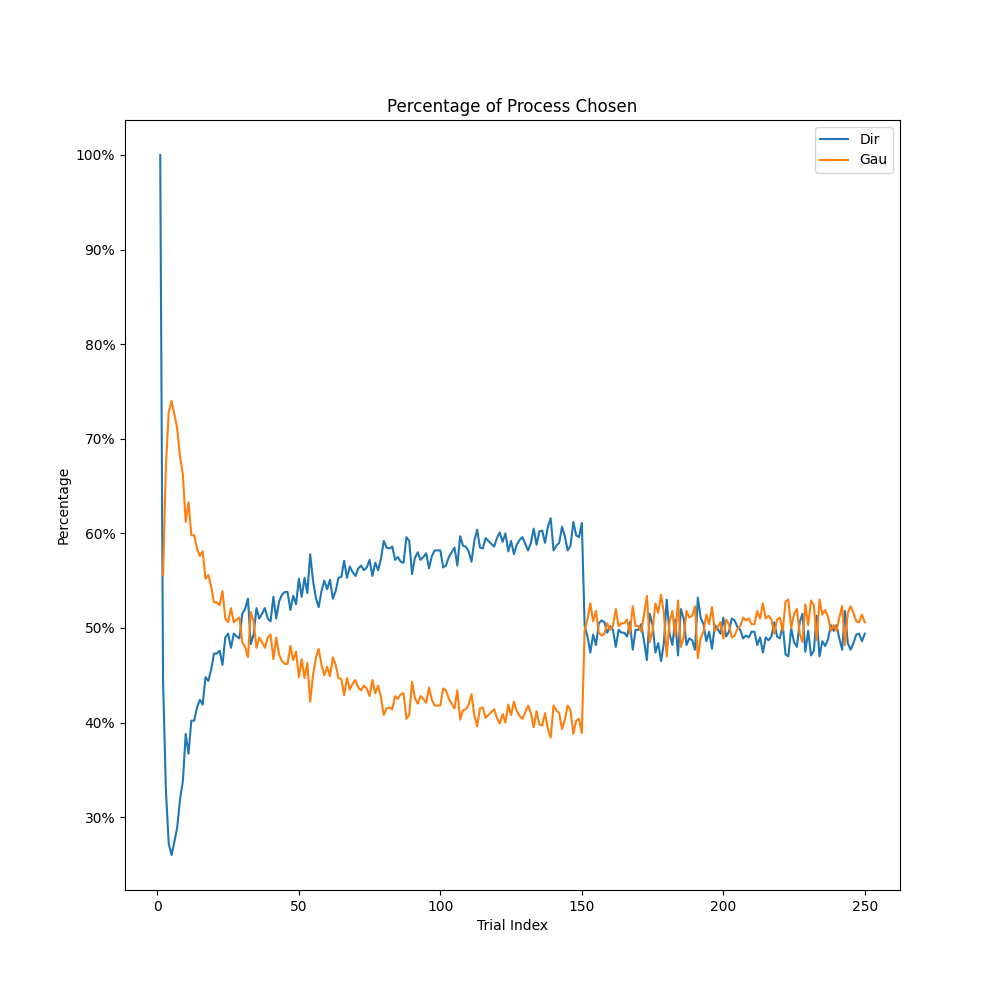 Percentage of Process Chosen
Dir
Gau
100%
90%
80%
70%
60%
50%
40%
30%
Percentage
0
50
100
150
200
250
Trial Index